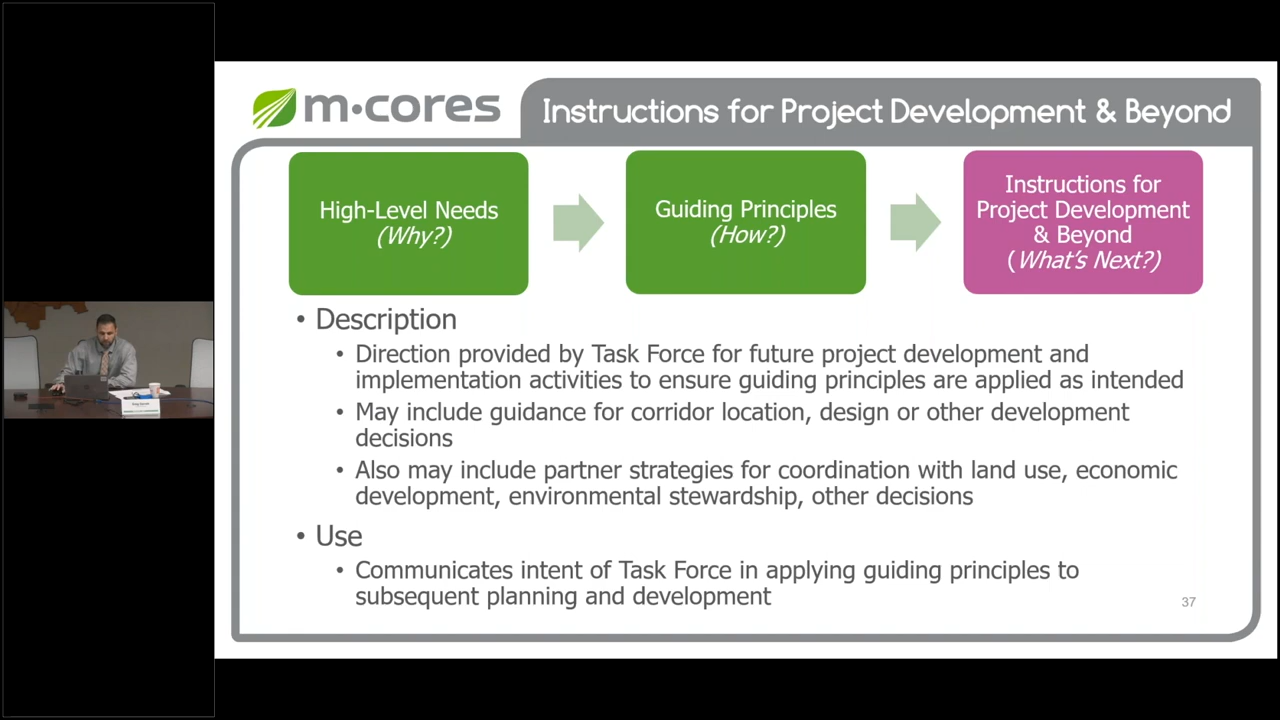 m·cores
Instructions for Project Development & Beyond
High-Level Needs
(Why?)
Guiding Principles
(How?)
Instructions for
Project Development
& Beyond
(What's Next?)
• Description
• Direction provided by Task Force for future project development and
implementation activities to ensure guiding principles are applied as intended
• May include guidance for corridor location, design or other development
decisions
• Also may include partner strategies for coordination with land use, economic
development, environmental stewardship, other decisions
• Use
• Communicates intent of Task Force in applying guiding principles to
subsequent planning and development
37